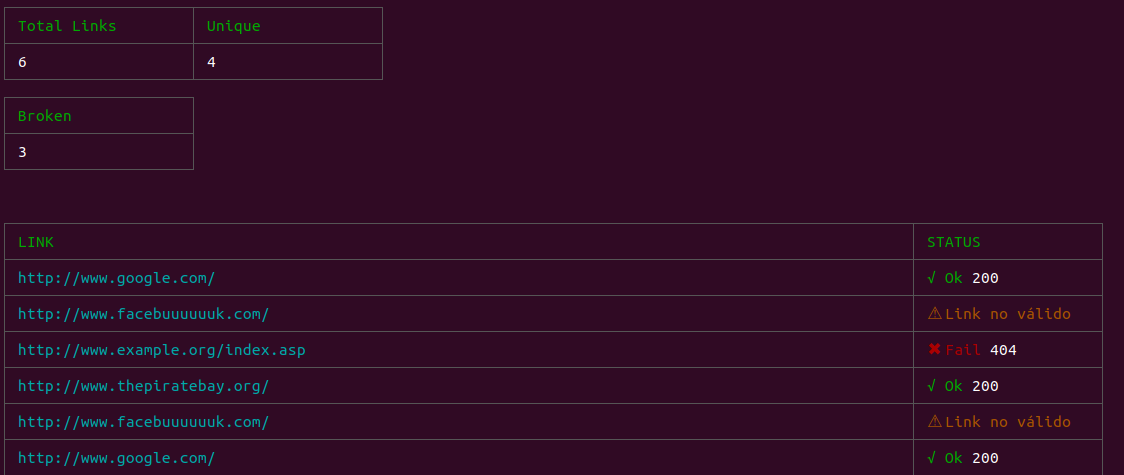 Total Links Unique
6 4
Broken
3
LINK STATUS
http://www.google.com/ √ Ok 200
http://www.facebuuuuuuk.com/ ⚠ Link no válido
http://www.example.org/index.asp ✖ Fail 404
http://www.thepiratebay.org/ √ Ok 200
http://www.facebuuuuuuk.com/ ⚠ Link no válido
http://www.google.com/ √ Ok 200